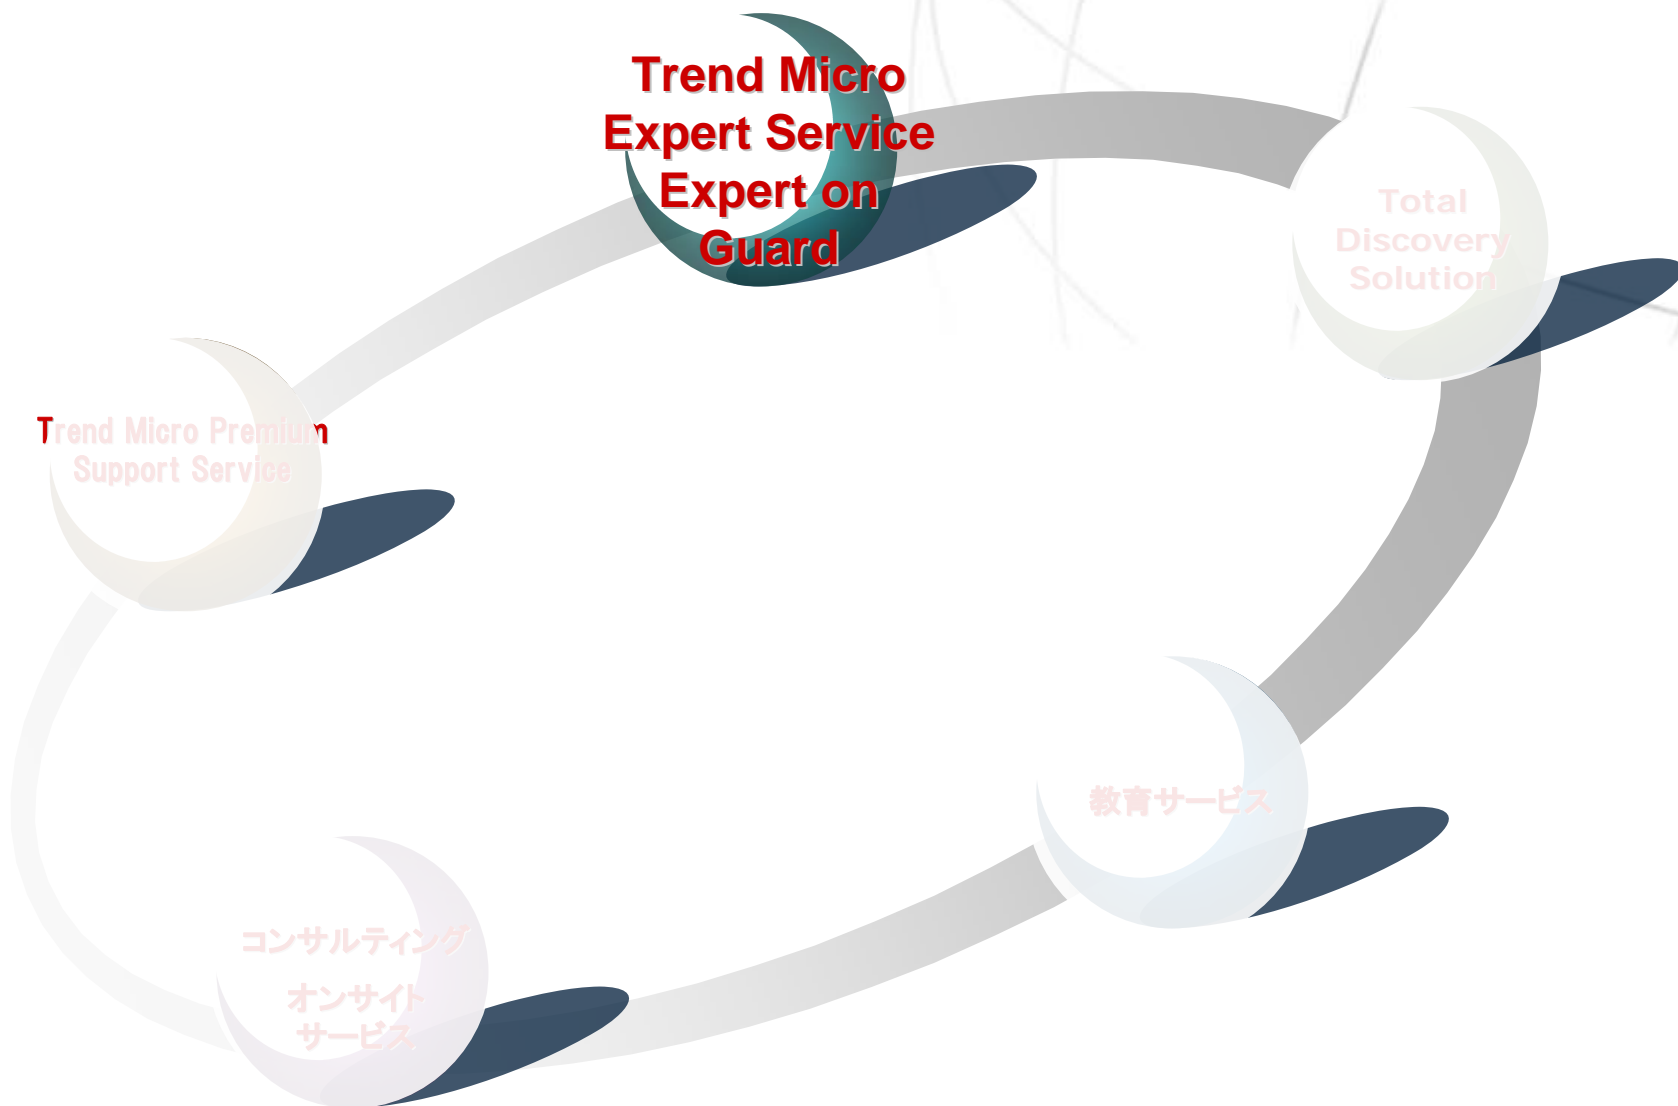 Trend Micro
Expert Service
Expert on
Guard
Total
Discovery
Solution
Trend Micro Premium
Support Service
教育サービス
コンサルティング
オンサイト
サービス